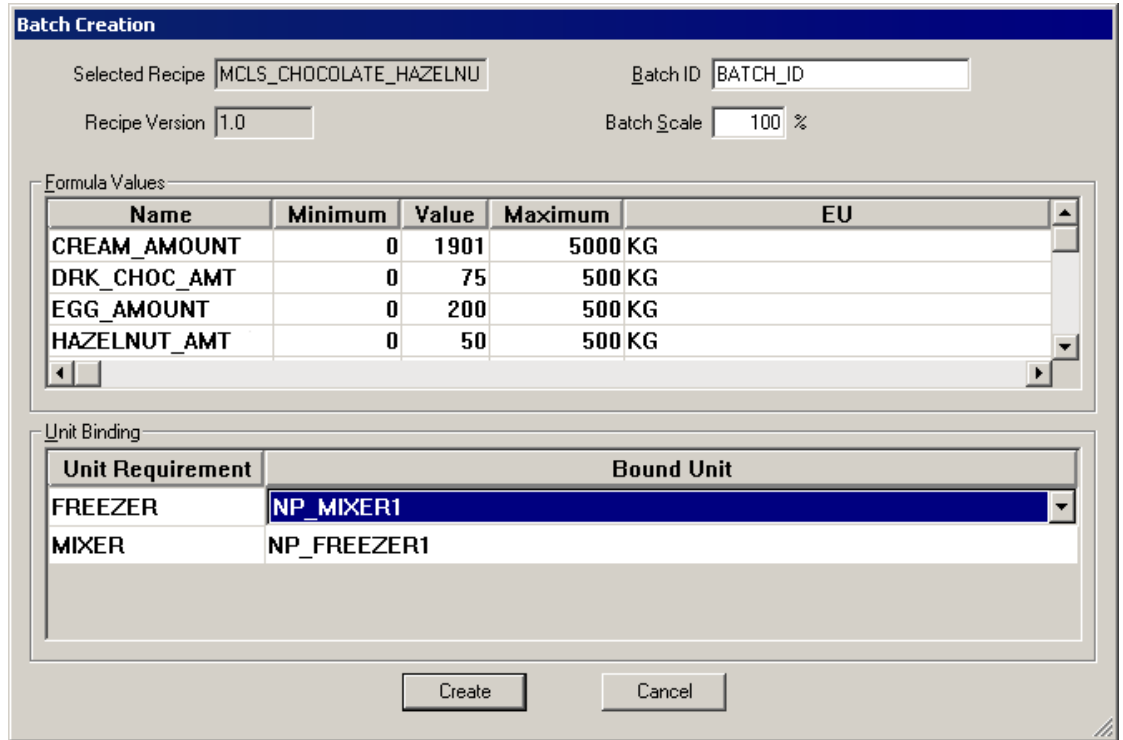 Batch Creation
Selected Recipe MCLS_CHOCOLATE_HAZELNU Batch ID BATCH_ID
Recipe Version 1.0 Batch Scale 100 %
Formula Values
Name Minimum Value Maximum EU
CREAM_AMOUNT 0 1901 5000 KG
DRK_CHOC_AMT 0 75 500 KG
EGG_AMOUNT 0 200 500 KG
HAZELNUT_AMT 0 50 500 KG
Unit Binding
Unit Requirement Bound Unit
FREEZER NP_MIXER1
MIXER NP_FREEZER1
Create Cancel